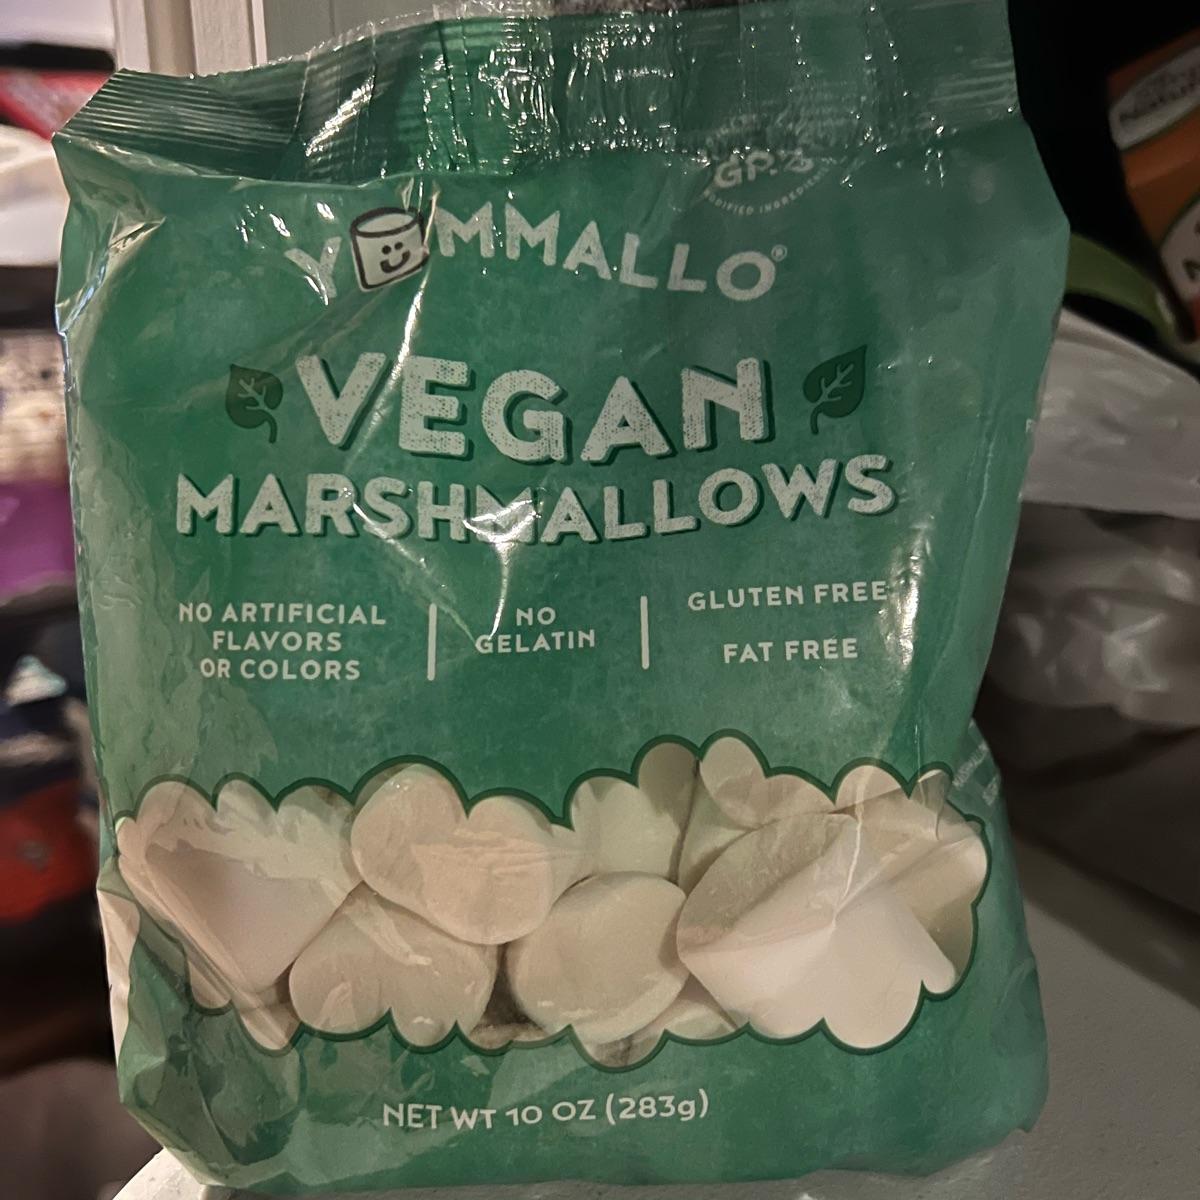 YUMMALLO®
VEGAN
MARSHMALLOWS
NO ARTIFICIAL
FLAVORS
OR COLORS
NO
GELATIN
GLUTEN FREE
FAT FREE
NET WT 10 OZ (283g)